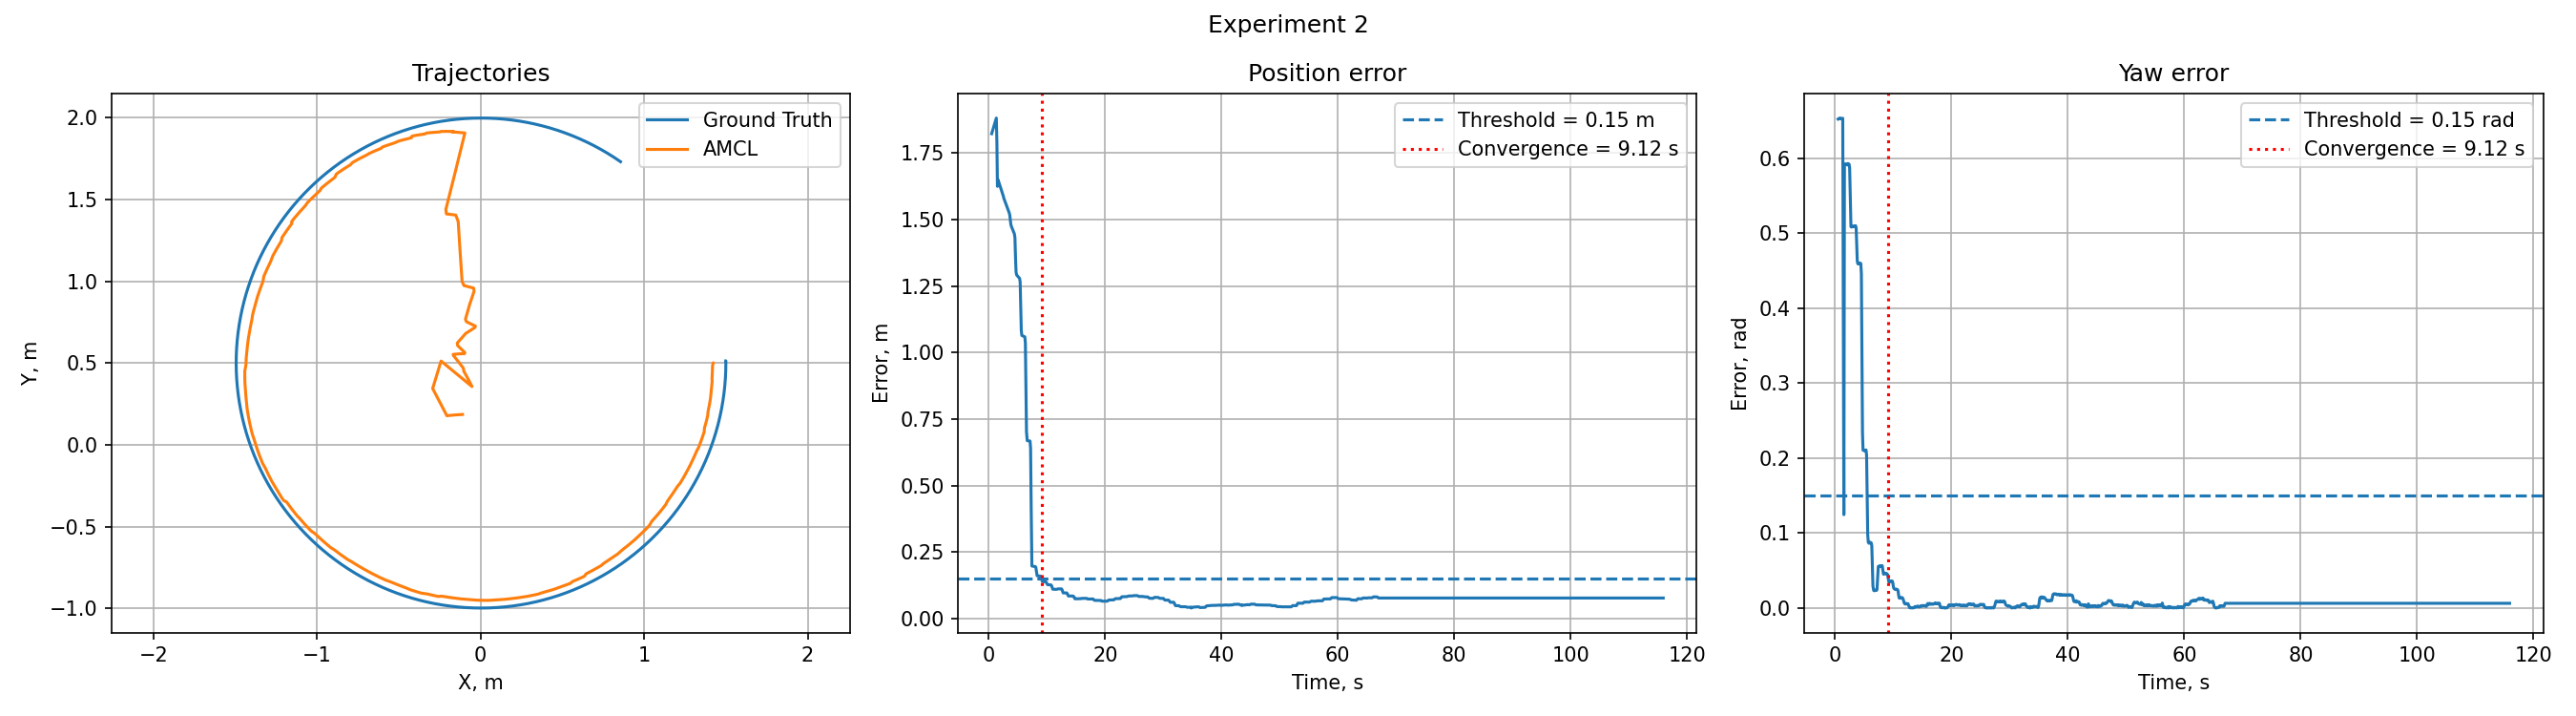 Experiment 2
Trajectories
Ground Truth
AMCL
2.0
1.5
1.0
0.5
0.0
−0.5
−1.0
Y, m
−2
−1
0
1
2
X, m
Position error
Threshold = 0.15 m
Convergence = 9.12 s
1.75
1.50
1.25
1.00
0.75
0.50
0.25
0.00
Error, m
0
20
40
60
80
100
120
Time, s
Yaw error
Threshold = 0.15 rad
Convergence = 9.12 s
0.6
0.5
0.4
0.3
0.2
0.1
0.0
Error, rad
0
20
40
60
80
100
120
Time, s